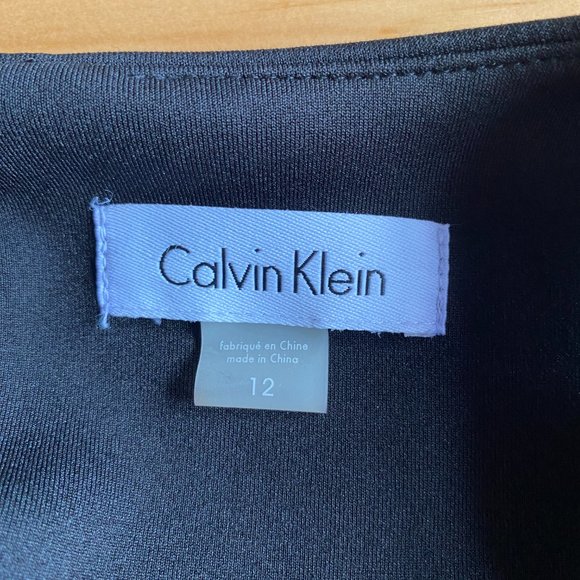 Calvin Klein
fabriqué en Chine
made in China
12